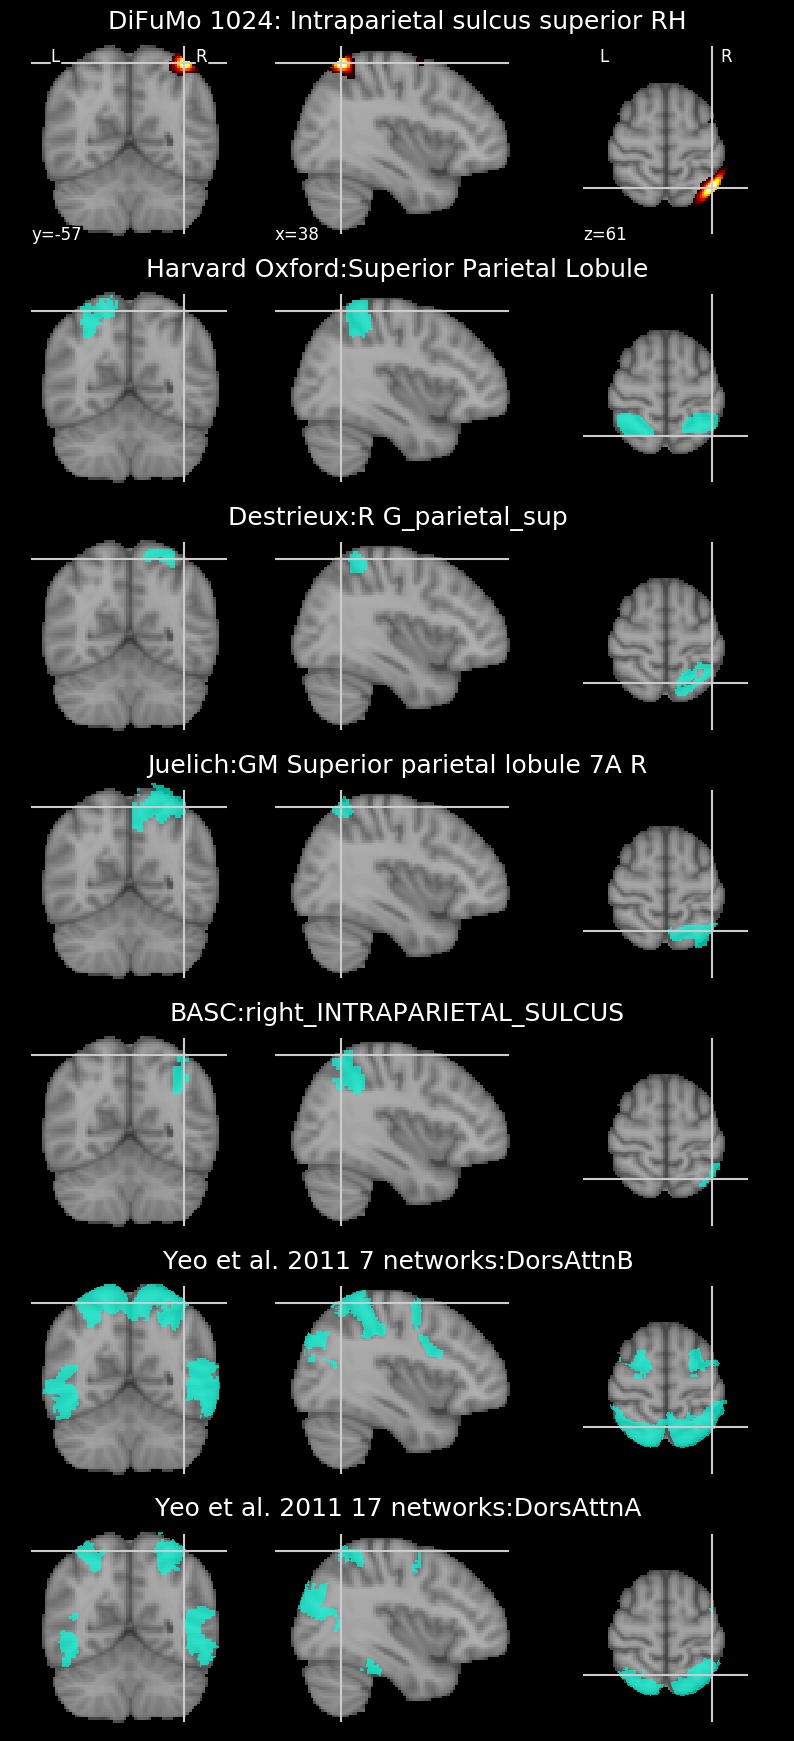 DiFuMo 1024: Intraparietal sulcus superior RH
L R L R
y=-57 x=38 z=61
Harvard Oxford:Superior Parietal Lobule
Destrieux:R G_parietal_sup
Juelich:GM Superior parietal lobule 7A R
BASC:right_INTRAPARIETAL_SULCUS
Yeo et al. 2011 7 networks:DorsAttnB
Yeo et al. 2011 17 networks:DorsAttnA